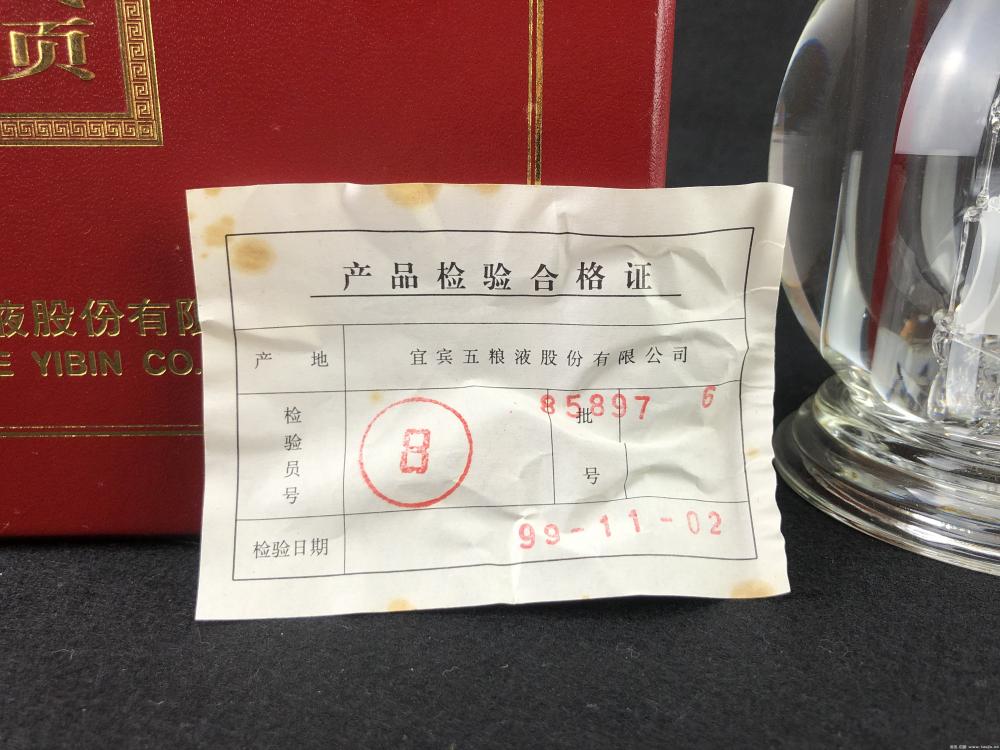 页
液股份有限
E YIBIN CO.
产品检验合格证
产 地 宜宾五粮液股份有限公司
检验员号 8 批号 85897 6
检验日期 99-11-02